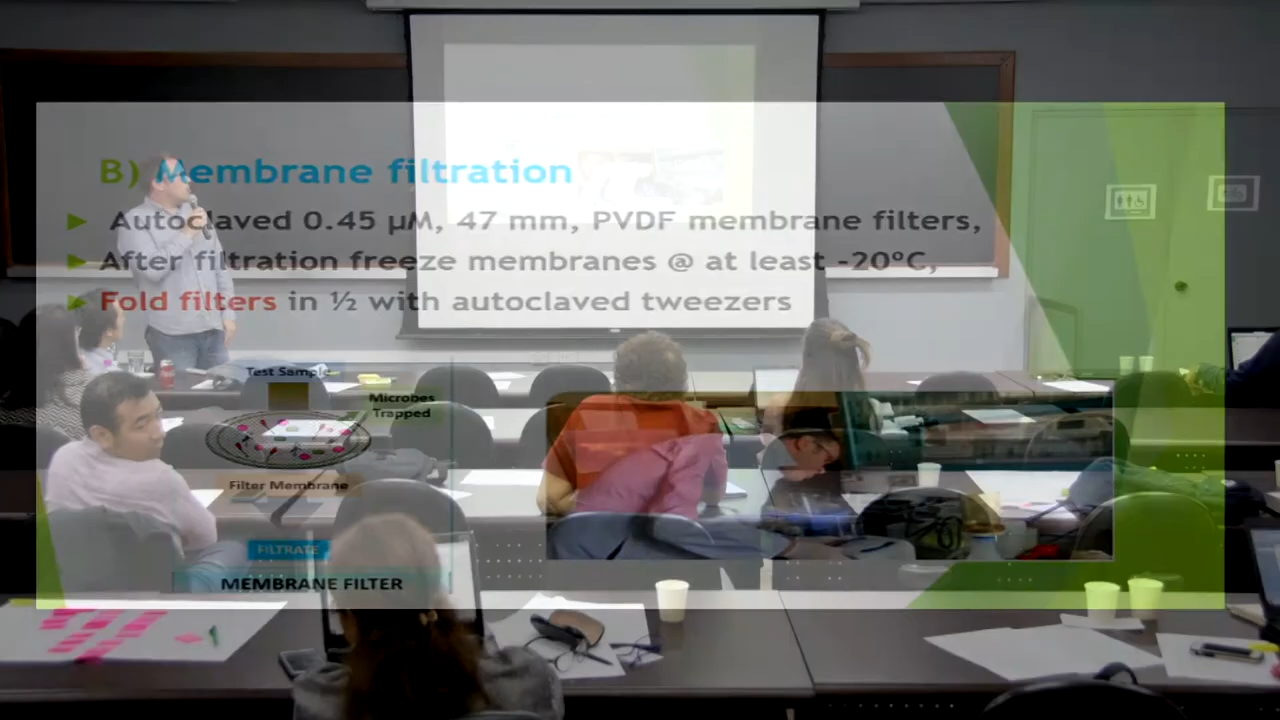 B) Membrane filtration
Autoclaved 0.45 µM, 47 mm, PVDF membrane filters,
After filtration freeze membranes @ at least -20ºC,
Fold filters in ½ with autoclaved tweezers
Test Sample
Microbes
Trapped
Filter Membrane
FILTRATE
MEMBRANE FILTER